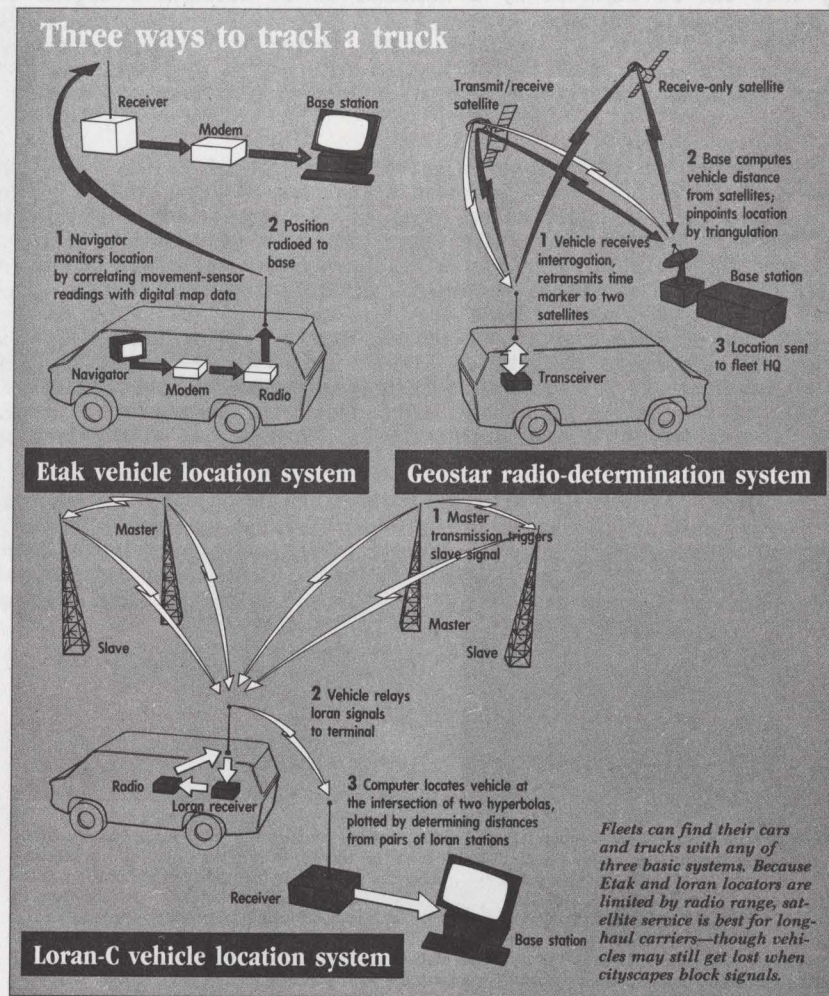 Three ways to track a truck
Receiver
Modem
Base station
1 Navigator
monitors location
by correlating movement-sensor
readings with digital map data
2 Position
radioed to
base
Navigator
Modem
Radio
Etak vehicle location system
Transmit/receive
satellite
Receive-only satellite
2 Base computes
vehicle distance
from satellites;
pinpoints location
by triangulation
1 Vehicle receives
interrogation,
retransmits time
marker to two
satellites
Base station
3 Location sent
to fleet HQ
Transceiver
Geostar radio-determination system
Master
Slave
1 Master
transmission triggers
slave signal
Master
Slave
2 Vehicle relays
loran signals
to terminal
Radio
Loran receiver
3 Computer locates vehicle at
the intersection of two hyperbolas,
plotted by determining distances
from pairs of loran stations
Receiver
Base station
Loran-C vehicle location system
Fleets can find their cars
and trucks with any of
three basic systems. Because
Etak and loran locators are
limited by radio range, sat-
ellite service is best for long-
haul carriers—though vehi-
cles may still get lost when
cityscapes block signals.